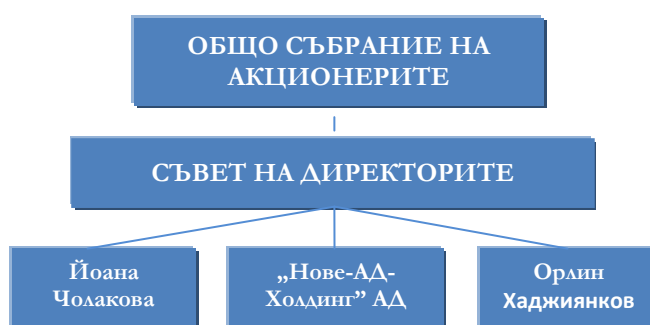 ОБЩО СЪБРАНИЕ НА
АКЦИОНЕРИТЕ
СЪВЕТ НА ДИРЕКТОРИТЕ
Йоана
Чолакова
„Нове-АД-
Холдинг” АД
Орлин
Хаджиянков